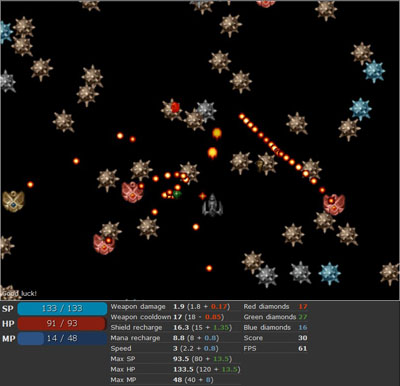 Good luck!
SP 133 / 133
HP 91 / 93
MP 14 / 48
Weapon damage 1.9 (1.8 + 0.17)
Weapon cooldown 17 (18 - 0.85)
Shield recharge 16.3 (15 + 1.35)
Mana recharge 8.8 (8 + 0.8)
Speed 3 (2.2 + 0.8)
Max SP 93.5 (80 + 13.5)
Max HP 133.5 (120 + 13.5)
Max MP 48 (40 + 8)
Red diamonds 17
Green diamonds 27
Blue diamonds 16
Score 30
FPS 61